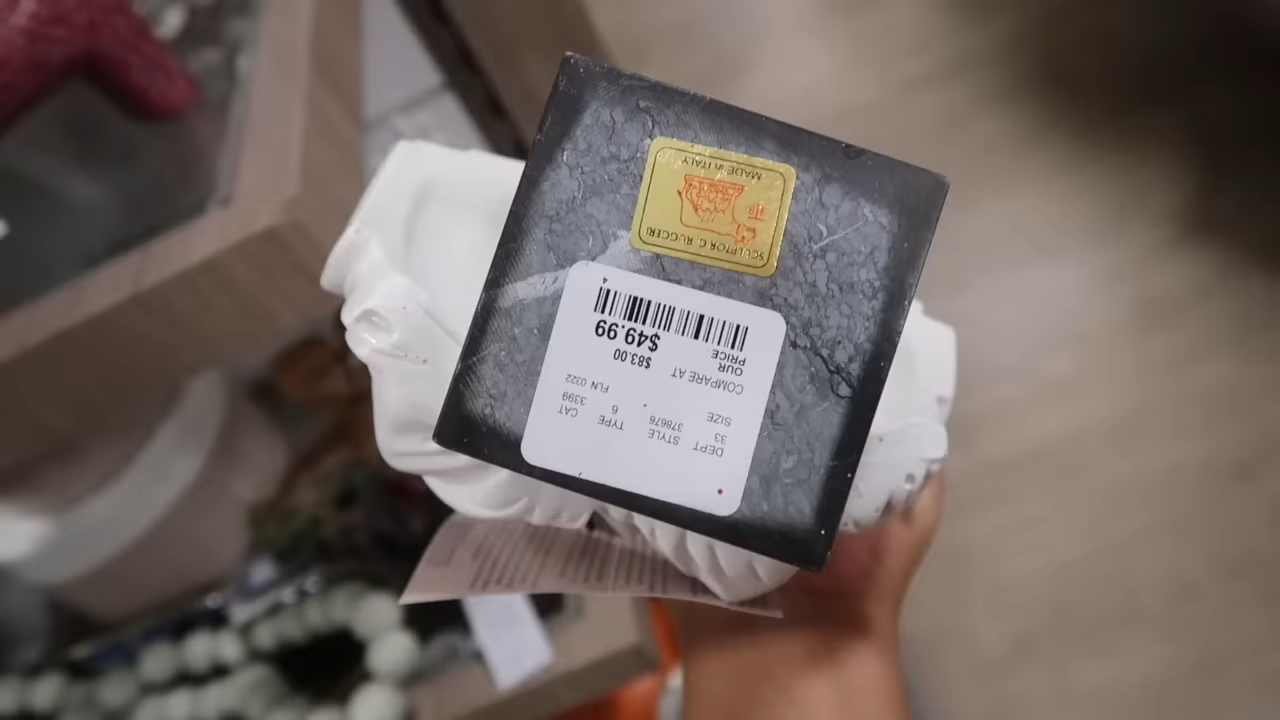 SCULPTOR G. RUGGERI
MADE in ITALY
DEPT STYLE TYPE CAT
33 378676 6 3399
SIZE FLN 0322
COMPARE AT $83.00
OUR PRICE $49.99
4